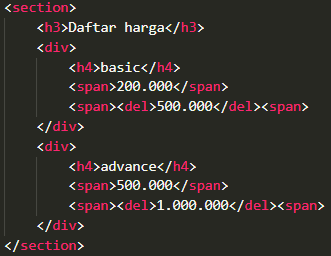 <section>
<h3>Daftar harga</h3>
<div>
<h4>basic</h4>
<span>200.000</span>
<span><del>500.000</del><span>
</div>
<div>
<h4>advance</h4>
<span>500.000</span>
<span><del>1.000.000</del><span>
</div>
</section>